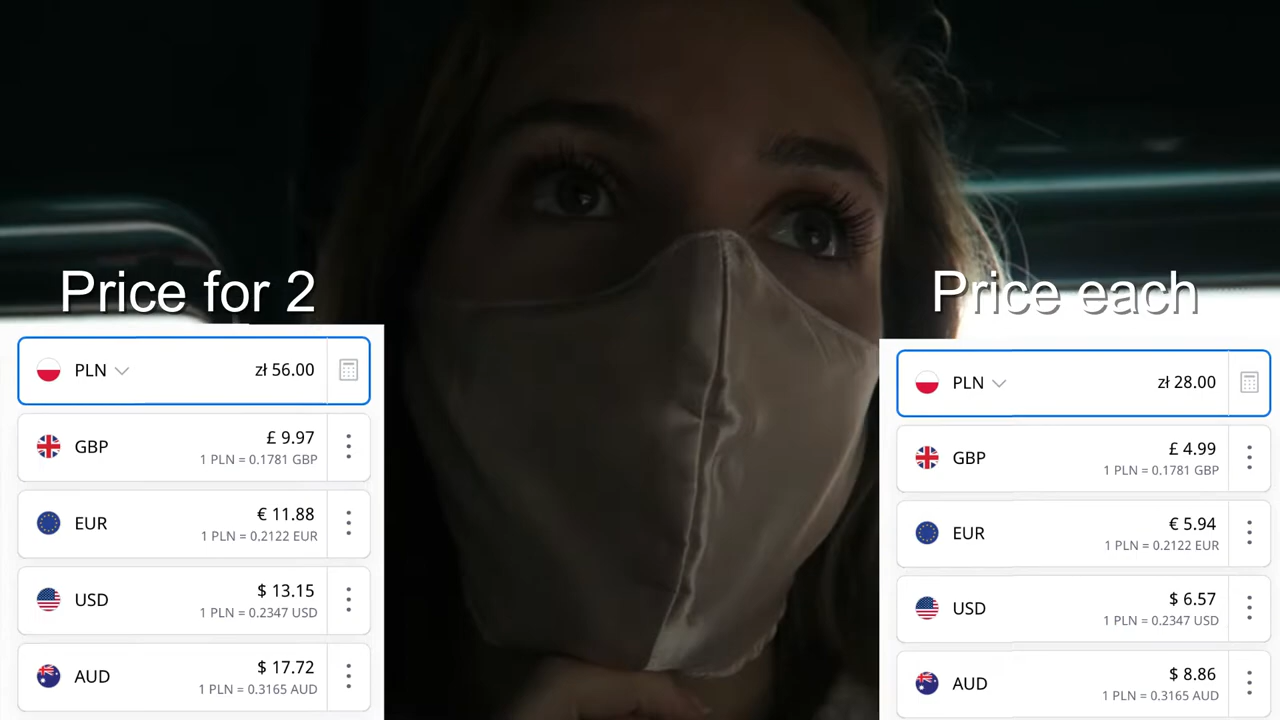 Price for 2
PLN zł 56.00
GBP £ 9.97
1 PLN = 0.1781 GBP
EUR € 11.88
1 PLN = 0.2122 EUR
USD $ 13.15
1 PLN = 0.2347 USD
AUD $ 17.72
1 PLN = 0.3165 AUD
Price each
PLN zł 28.00
GBP £ 4.99
1 PLN = 0.1781 GBP
EUR € 5.94
1 PLN = 0.2122 EUR
USD $ 6.57
1 PLN = 0.2347 USD
AUD $ 8.86
1 PLN = 0.3165 AUD